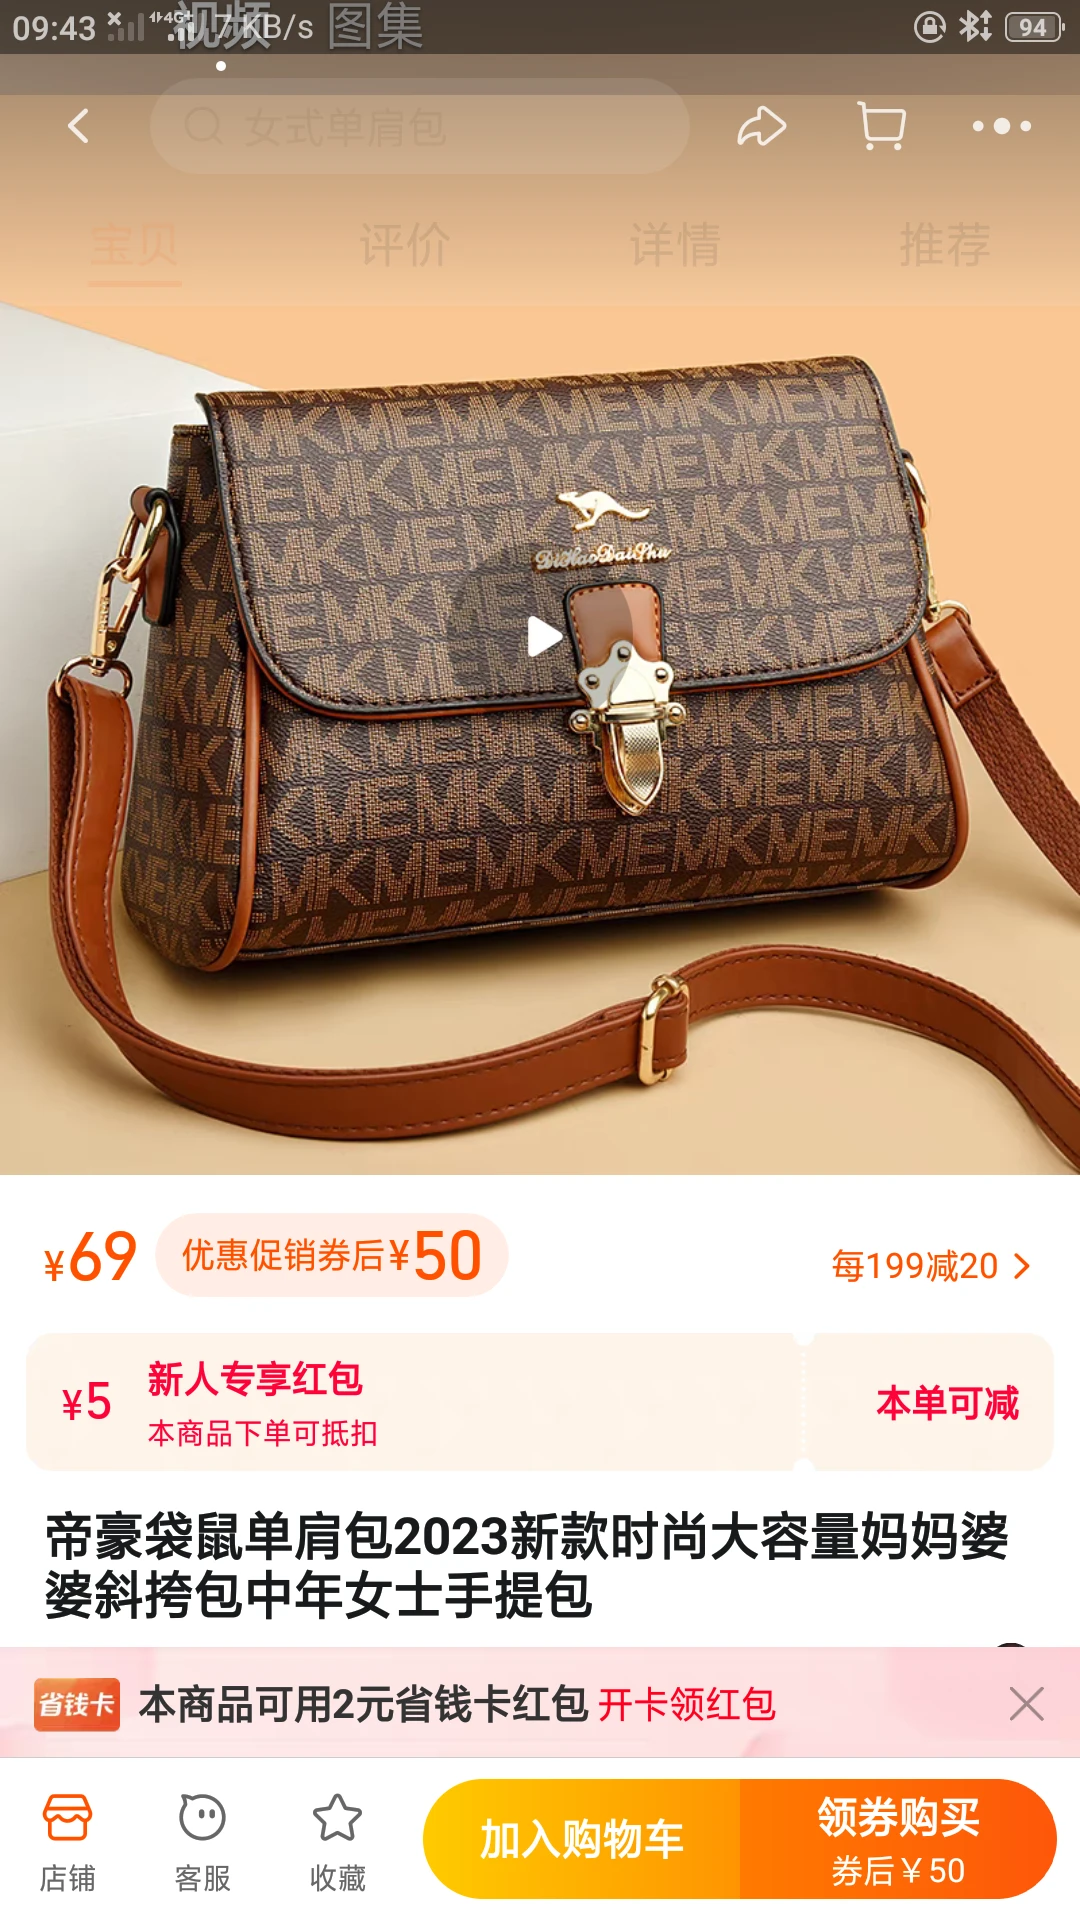 09:43
4G+
7 KB/s
视频
图集
94
女式单肩包
宝贝
评价
详情
推荐
DiHaoDaiShu
¥69
优惠促销券后¥50
每199减20
¥5
新人专享红包
本商品下单可抵扣
本单可减
帝豪袋鼠单肩包2023新款时尚大容量妈妈婆
婆斜挎包中年女士手提包
省钱卡
本商品可用2元省钱卡红包 开卡领红包
店铺
客服
收藏
加入购物车
领券购买
券后¥50